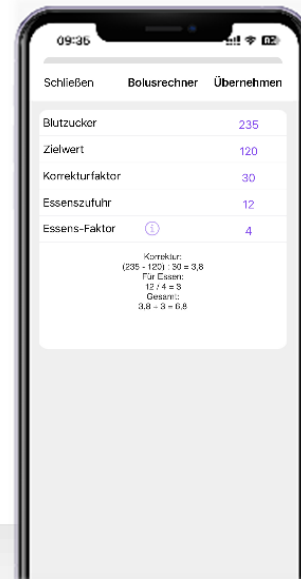 09:35
Schließen Bolusrechner Übernehmen
Blutzucker 235
Zielwert 120
Korrekturfaktor 30
Essenszufuhr 12
Essens-Faktor 4
Korrektur:
(235 - 120) : 30 = 3,8
Für Essen:
12 / 4 = 3
Gesamt:
3,8 + 3 = 6,8